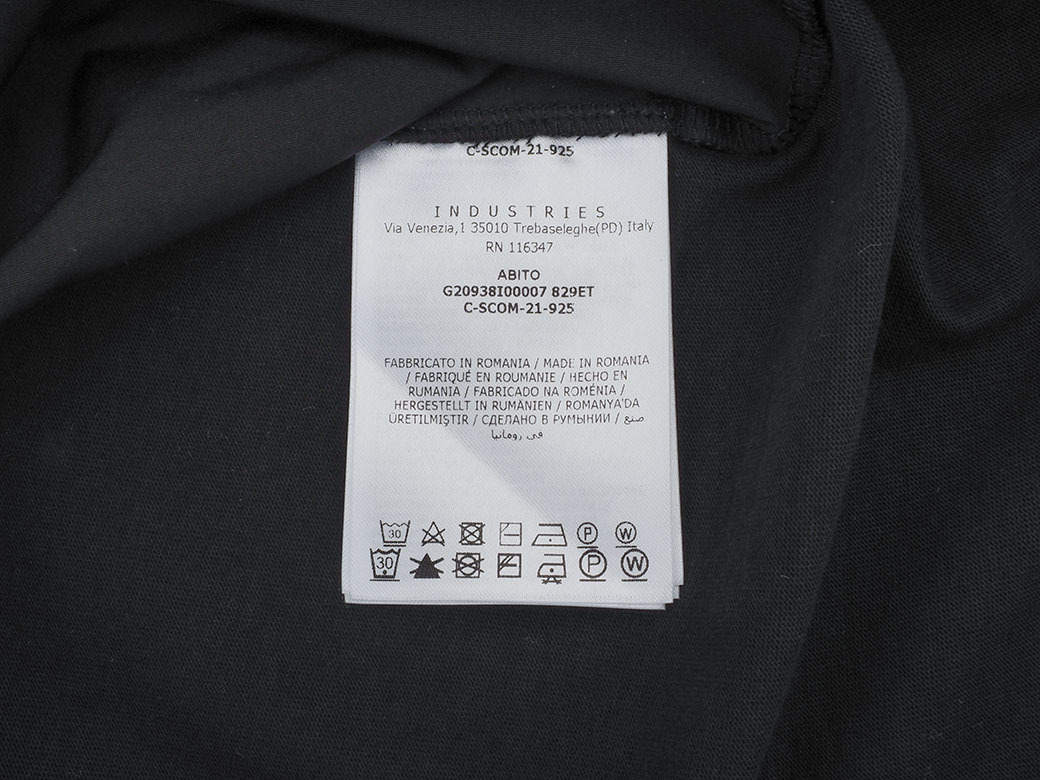 C-SCOM-21-925
INDUSTRIES
Via Venezia,1 35010 Trebaseleghe(PD) Italy
RN 116347
ABITO
G20938I00007 829ET
C-SCOM-21-925
FABBRICATO IN ROMANIA / MADE IN ROMANIA
/ FABRIQUÉ EN ROUMANIE / HECHO EN
RUMANIA / FABRICADO NA ROMÉNIA /
HERGESTELLT IN RUMÄNIEN / ROMANYA'DA
ÜRETILMIŞTIR / СДЕЛАНО В РУМЫНИИ / صنع
في رومانيا
30 P W
30 P W